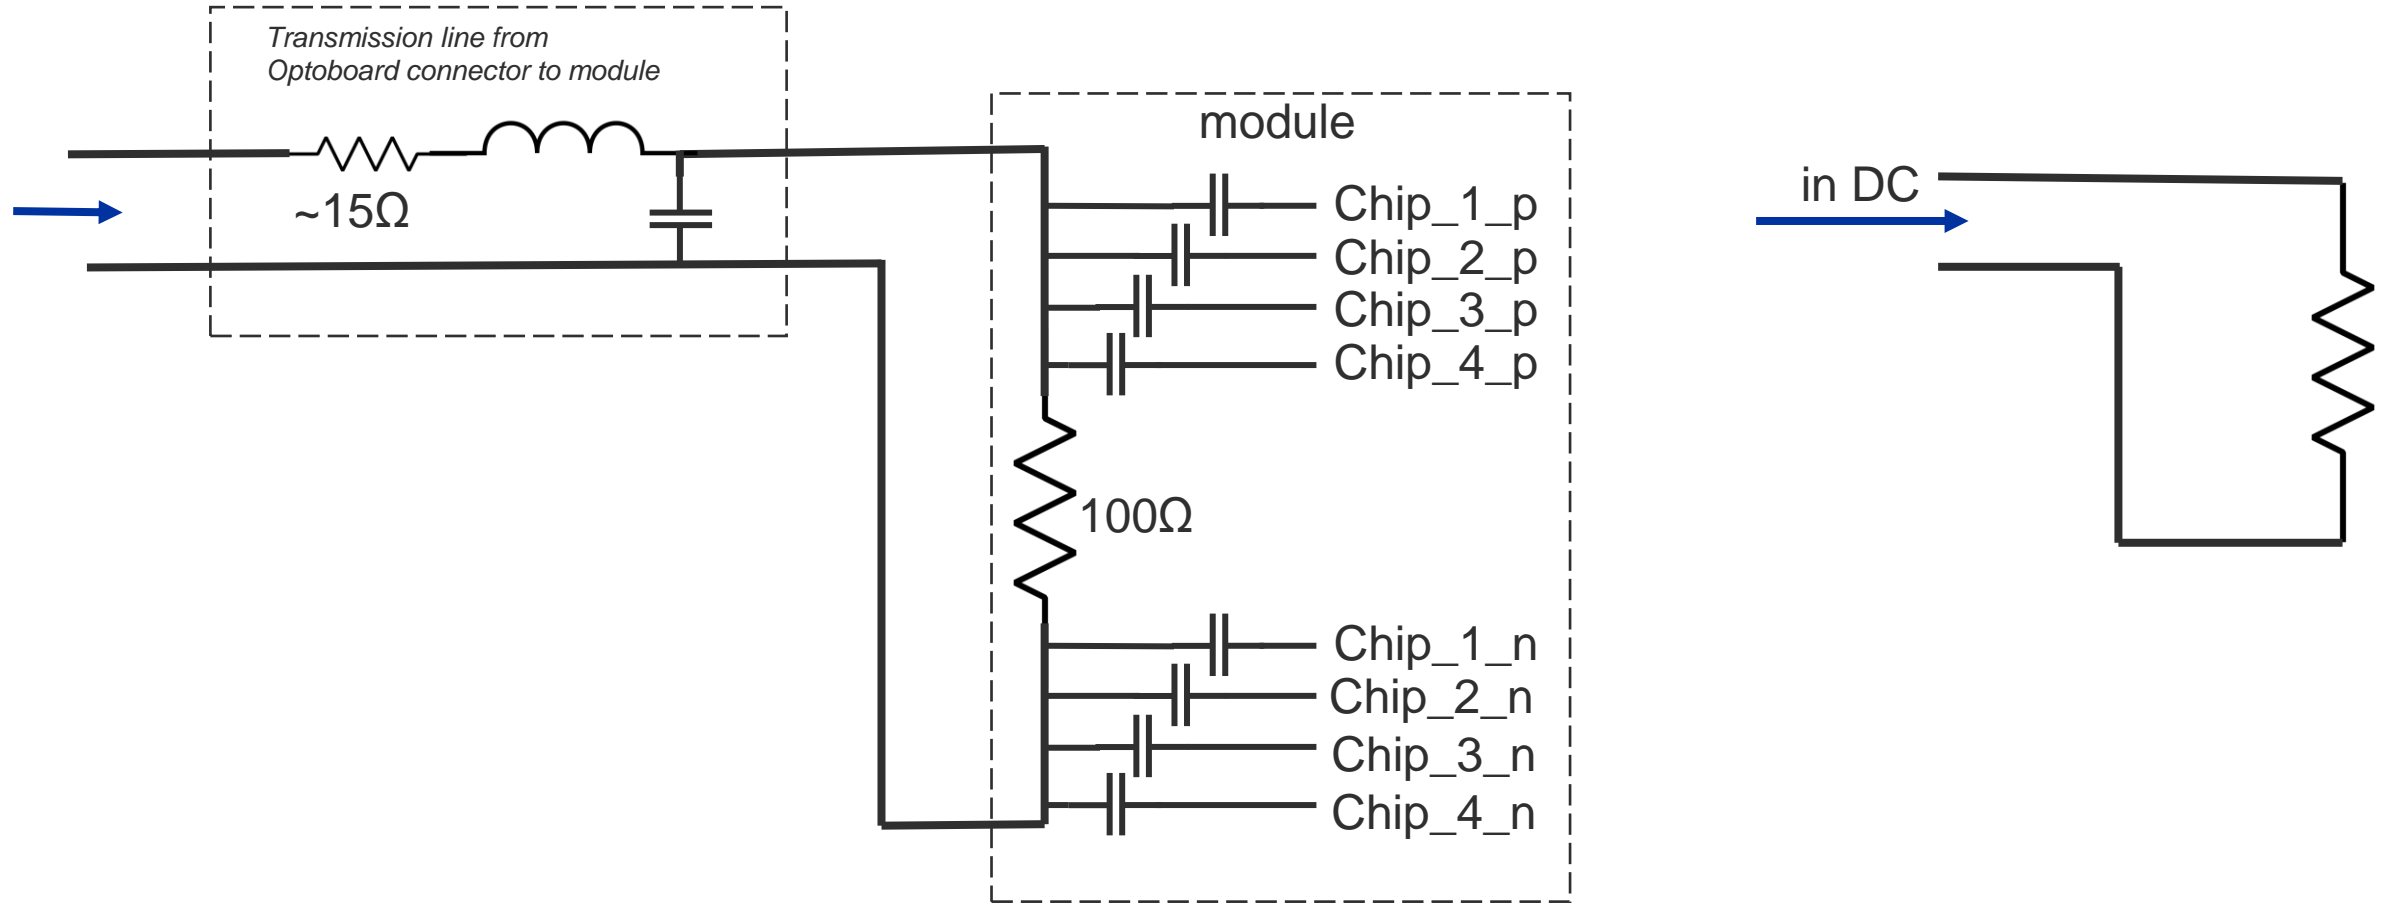 Transmission line from
Optoboard connector to module
~15Ω
module
Chip_1_p
Chip_2_p
Chip_3_p
Chip_4_p
100Ω
Chip_1_n
Chip_2_n
Chip_3_n
Chip_4_n
in DC